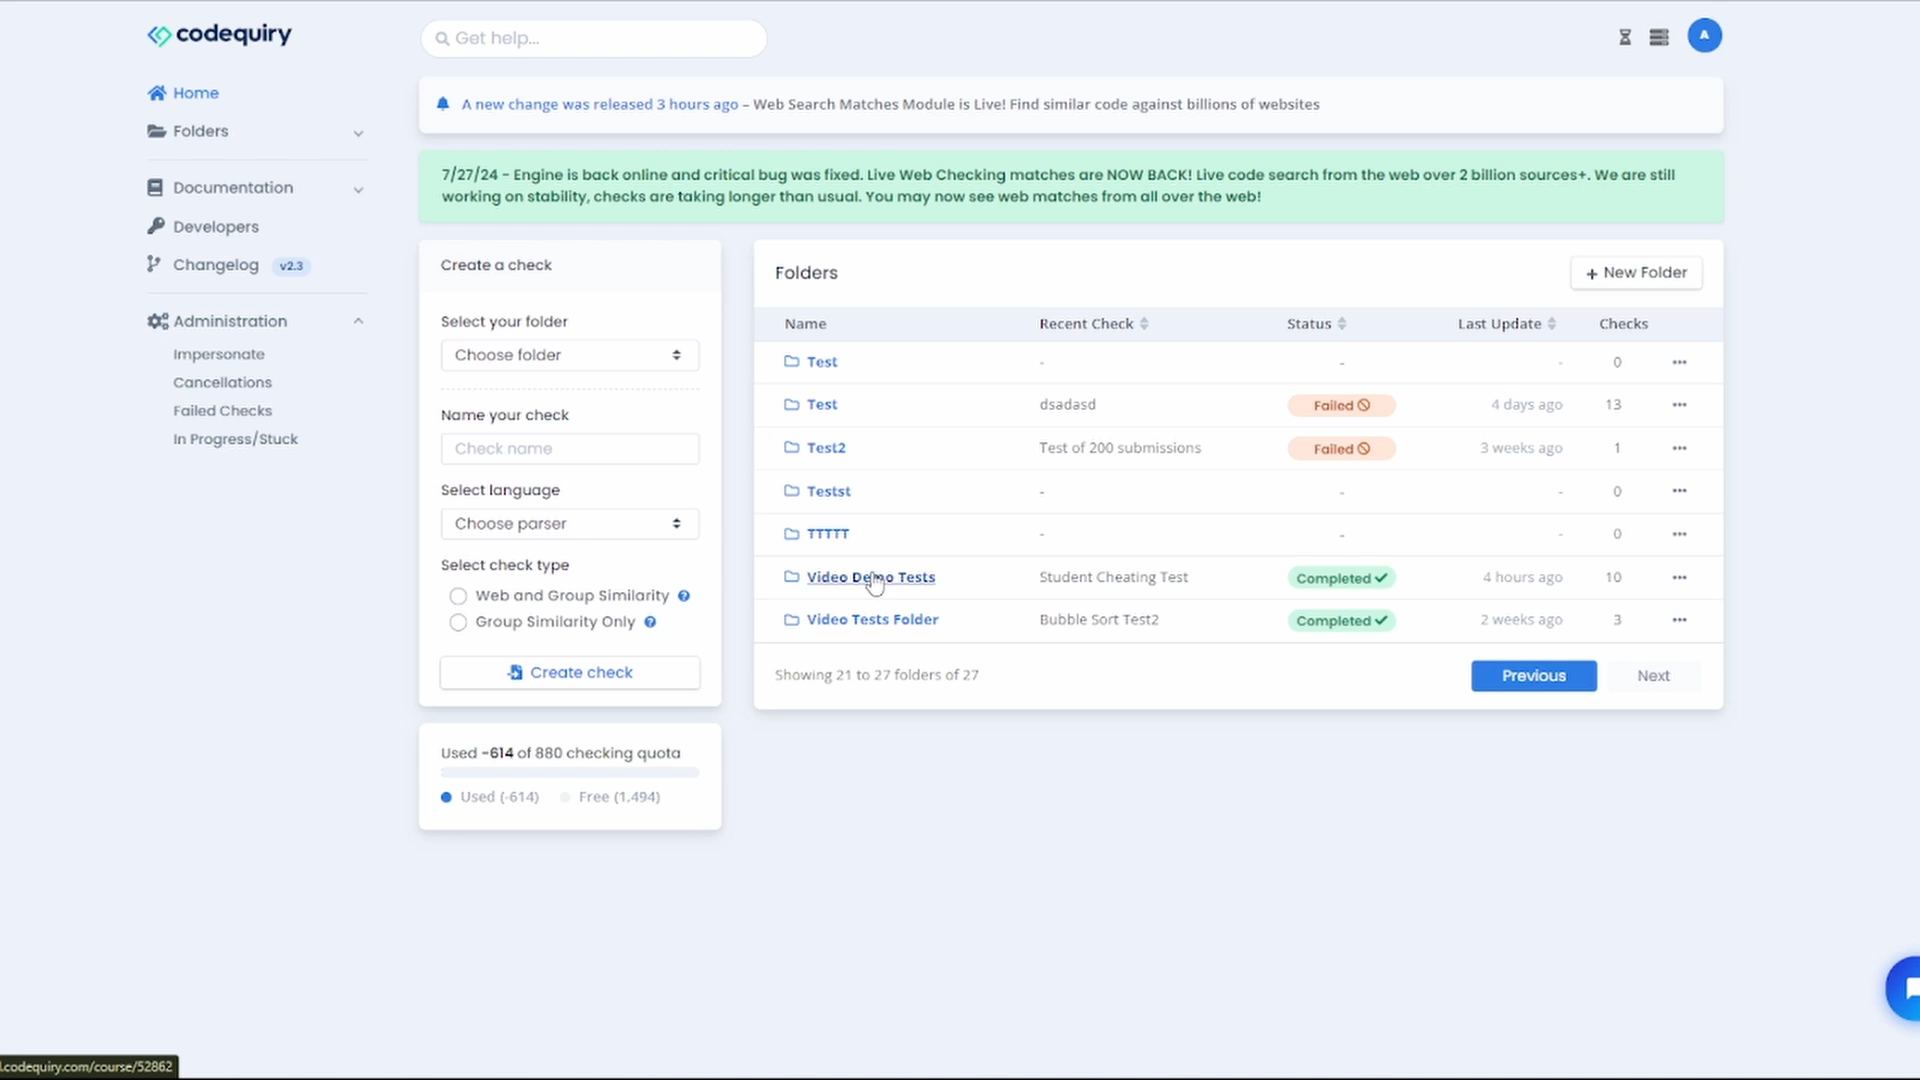 codequiry
Get help...
A
Home
Folders
Documentation
Developers
Changelog v2.3
Administration
Impersonate
Cancellations
Failed Checks
In Progress/Stuck
A new change was released 3 hours ago – Web Search Matches Module is Live! Find similar code against billions of websites
7/27/24 - Engine is back online and critical bug was fixed. Live Web Checking matches are NOW BACK! Live code search from the web over 2 billion sources+. We are still
working on stability, checks are taking longer than usual. You may now see web matches from all over the web!
Create a check
Select your folder
Choose folder
Name your check
Check name
Select language
Choose parser
Select check type
Web and Group Similarity ?
Group Similarity Only ?
Create check
Used -614 of 880 checking quota
Used (-614) Free (1,494)
Folders
+ New Folder
Name Recent Check Status Last Update Checks
Test - - - 0
Test dsadasd Failed 4 days ago 13
Test2 Test of 200 submissions Failed 3 weeks ago 1
Testst - - - 0
TTTTT - - - 0
Video Demo Tests Student Cheating Test Completed 4 hours ago 10
Video Tests Folder Bubble Sort Test2 Completed 2 weeks ago 3
Showing 21 to 27 folders of 27
Previous Next
.codequiry.com/course/52862